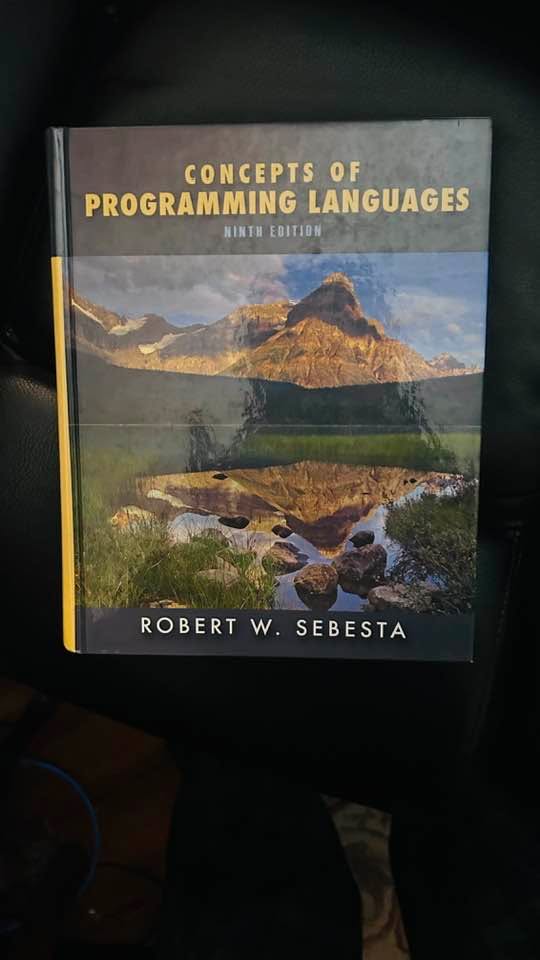 CONCEPTS OF
PROGRAMMING LANGUAGES
NINTH EDITION
ROBERT W. SEBESTA